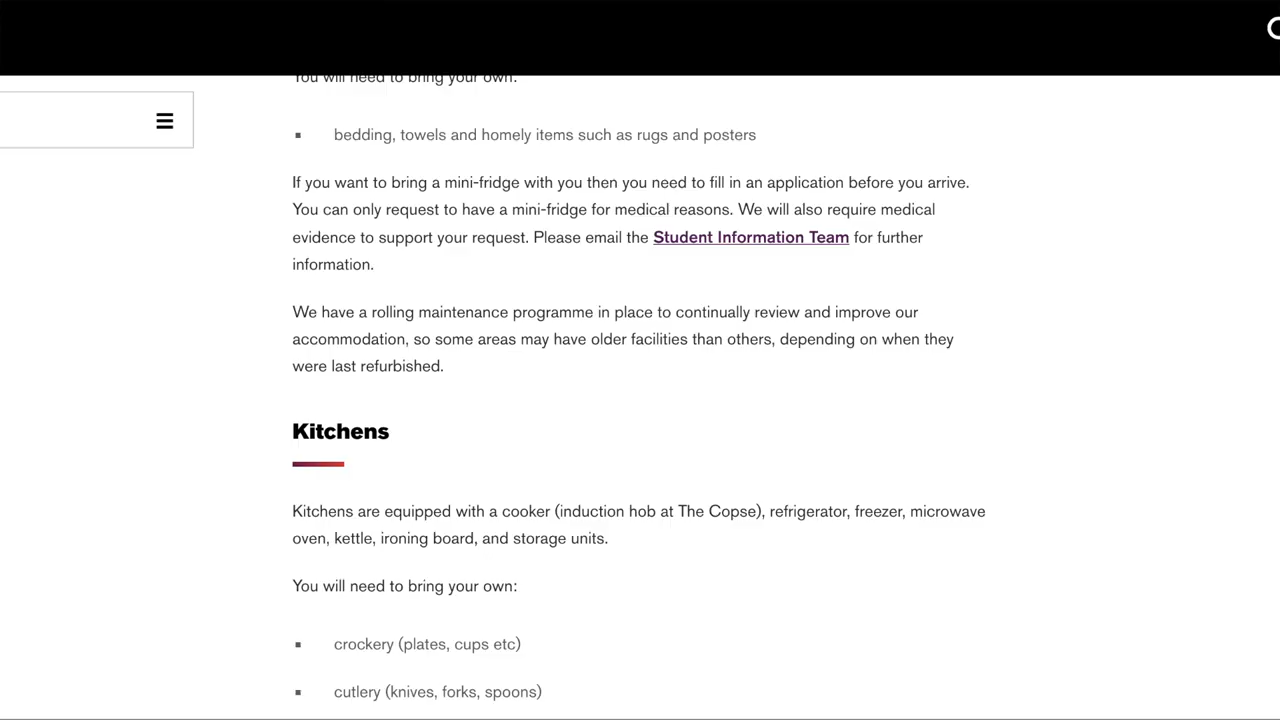 You will need to bring your own:
bedding, towels and homely items such as rugs and posters
If you want to bring a mini-fridge with you then you need to fill in an application before you arrive.
You can only request to have a mini-fridge for medical reasons. We will also require medical
evidence to support your request. Please email the Student Information Team for further
information.
We have a rolling maintenance programme in place to continually review and improve our
accommodation, so some areas may have older facilities than others, depending on when they
were last refurbished.
Kitchens
Kitchens are equipped with a cooker (induction hob at The Copse), refrigerator, freezer, microwave
oven, kettle, ironing board, and storage units.
You will need to bring your own:
crockery (plates, cups etc)
cutlery (knives, forks, spoons)